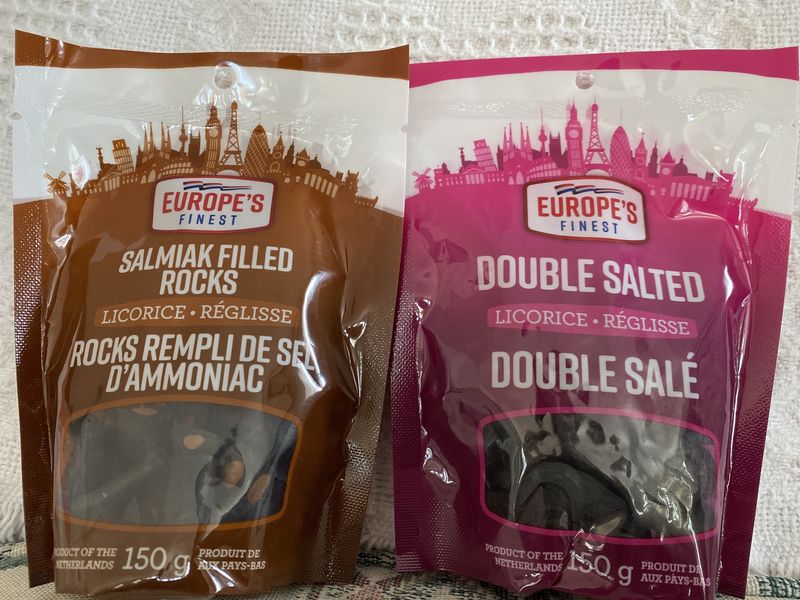 EUROPE'S
FINEST
SALMIAK FILLED
ROCKS
LICORICE • RÉGLISSE
ROCKS REMPLI DE SEL
D'AMMONIAC
PRODUCT OF THE
NETHERLANDS
150 g
PRODUIT DE
AUX PAYS-BAS
EUROPE'S
FINEST
DOUBLE SALTED
LICORICE • RÉGLISSE
DOUBLE SALÉ
PRODUCT OF THE
NETHERLANDS
150 g
PRODUIT DE
AUX PAYS-BAS